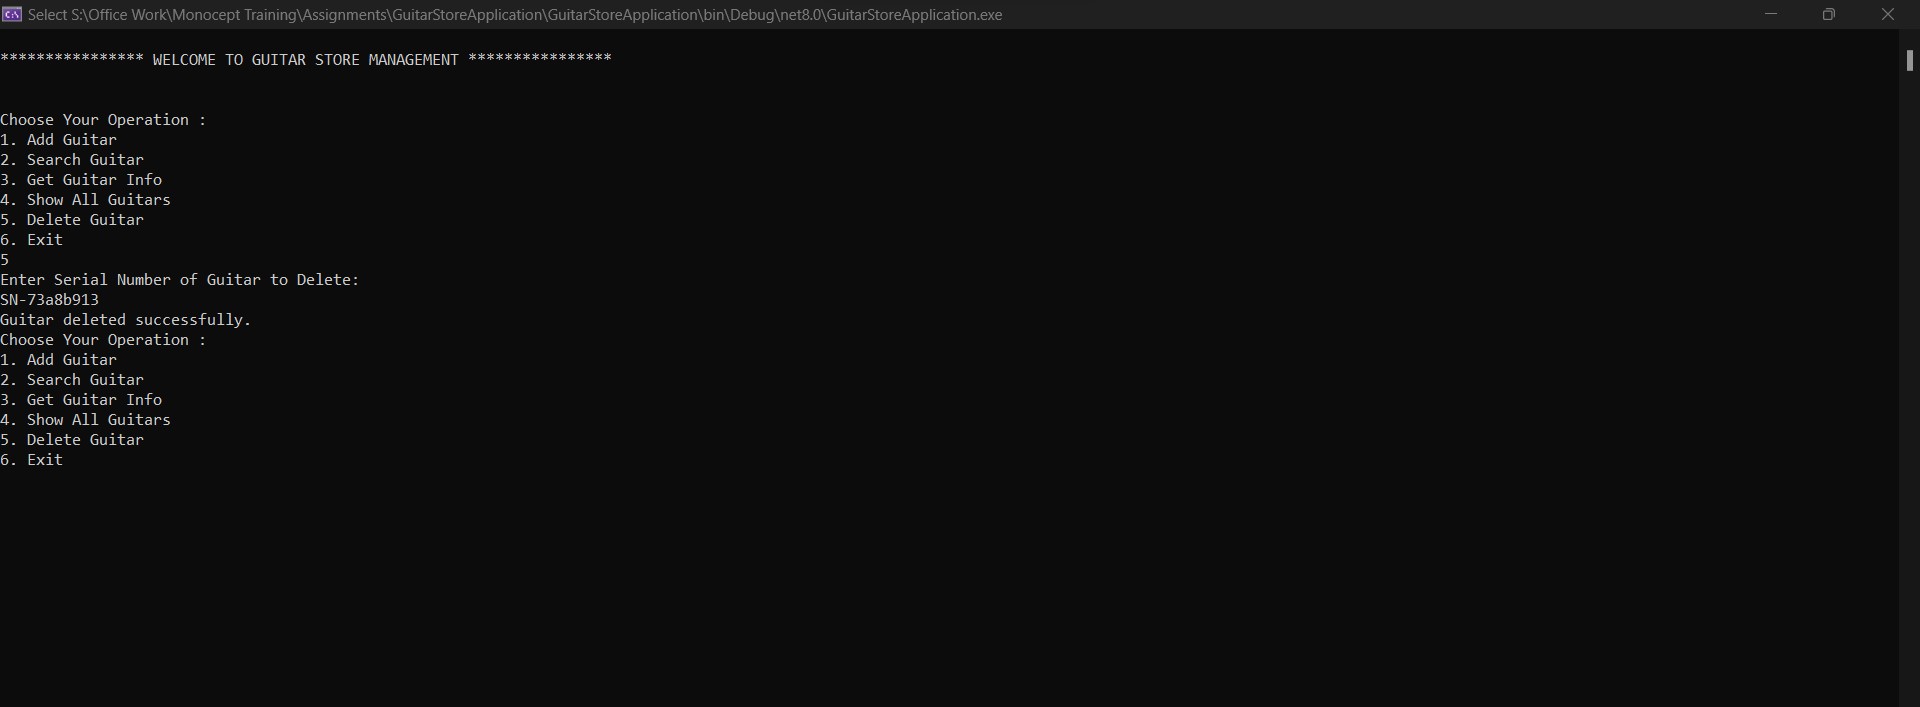 Select S:\Office Work\Monocept Training\Assignments\GuitarStoreApplication\GuitarStoreApplication\bin\Debug\net8.0\GuitarStoreApplication.exe
**************** WELCOME TO GUITAR STORE MANAGEMENT ****************
Choose Your Operation :
1. Add Guitar
2. Search Guitar
3. Get Guitar Info
4. Show All Guitars
5. Delete Guitar
6. Exit
5
Enter Serial Number of Guitar to Delete:
SN-73a8b913
Guitar deleted successfully.
Choose Your Operation :
1. Add Guitar
2. Search Guitar
3. Get Guitar Info
4. Show All Guitars
5. Delete Guitar
6. Exit